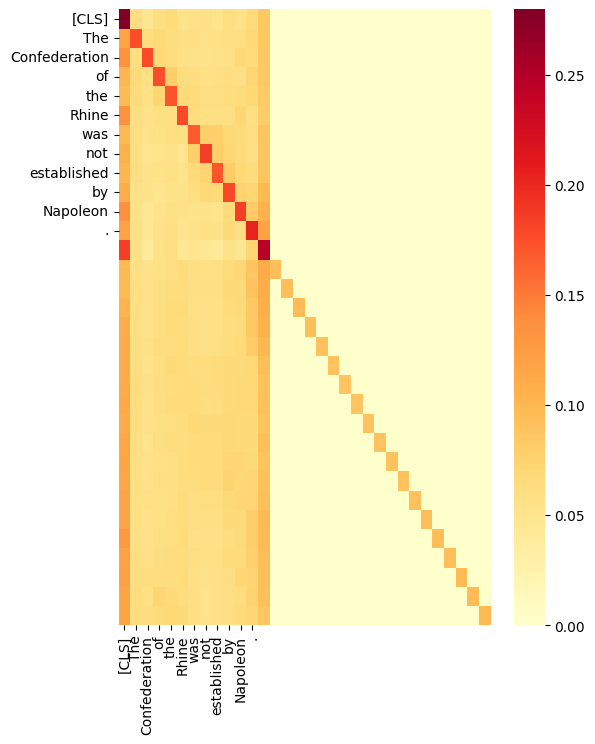 [CLS]
The
Confederation
of
the
Rhine
was
not
established
by
Napoleon
.
0.25
0.20
0.15
0.10
0.05
0.00
[CLS]
The
Confederation
of
the
Rhine
was
not
established
by
Napoleon
.